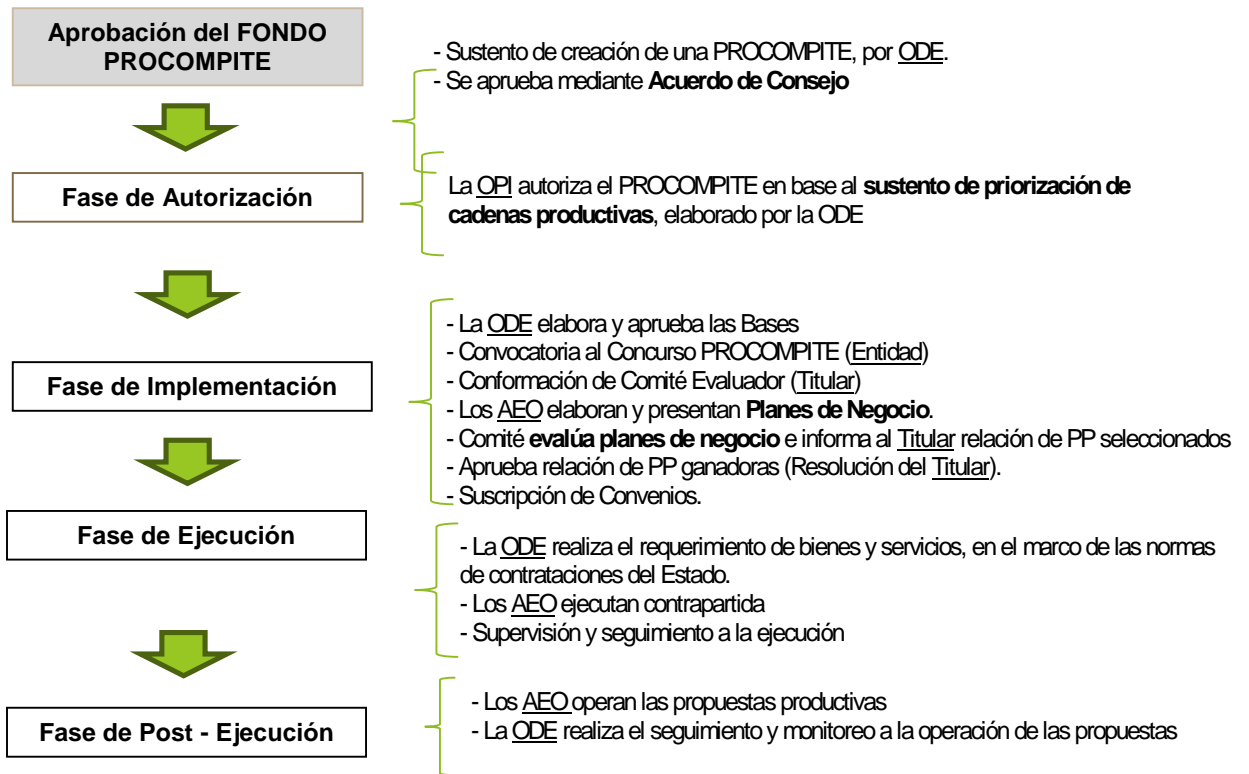 Aprobación del FONDO
PROCOMPITE
- Sustento de creación de una PROCOMPITE, por ODE.
- Se aprueba mediante Acuerdo de Consejo
Fase de Autorización
La OPI autoriza el PROCOMPITE en base al sustento de priorización de
cadenas productivas, elaborado por la ODE
Fase de Implementación
- La ODE elabora y aprueba las Bases
- Convocatoria al Concurso PROCOMPITE (Entidad)
- Conformación de Comité Evaluador (Titular)
- Los AEO elaboran y presentan Planes de Negocio.
- Comité evalúa planes de negocio e informa al Titular relación de PP seleccionados
- Aprueba relación de PP ganadoras (Resolución del Titular).
- Suscripción de Convenios.
Fase de Ejecución
- La ODE realiza el requerimiento de bienes y servicios, en el marco de las normas
de contrataciones del Estado.
- Los AEO ejecutan contrapartida
- Supervisión y seguimiento a la ejecución
Fase de Post - Ejecución
- Los AEO operan las propuestas productivas
- La ODE realiza el seguimiento y monitoreo a la operación de las propuestas